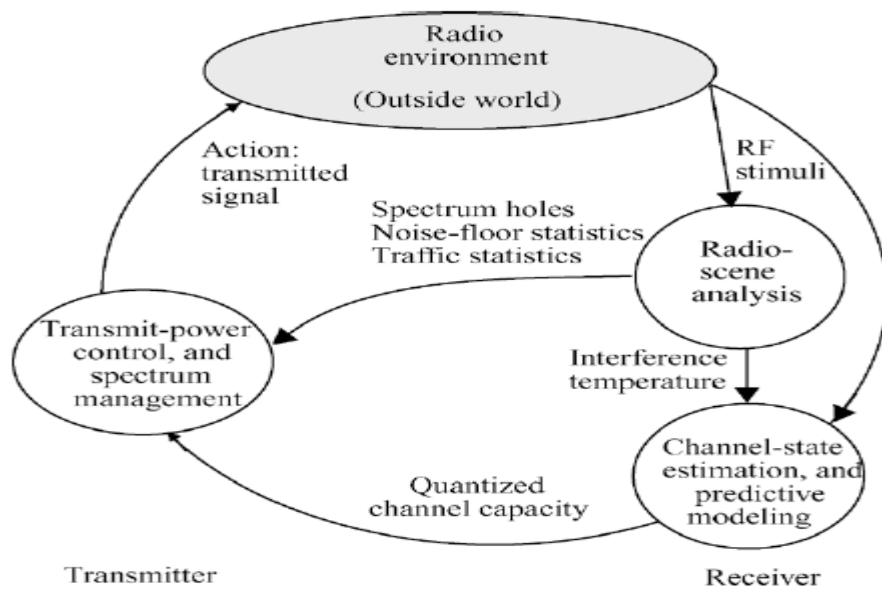 Radio
environment
(Outside world)
Action:
transmitted
signal
RF
stimuli
Spectrum holes
Noise-floor statistics
Traffic statistics
Radio-
scene
analysis
Transmit-power
control, and
spectrum
management
Interference
temperature
Channel-state
estimation, and
predictive
modeling
Quantized
channel capacity
Transmitter
Receiver